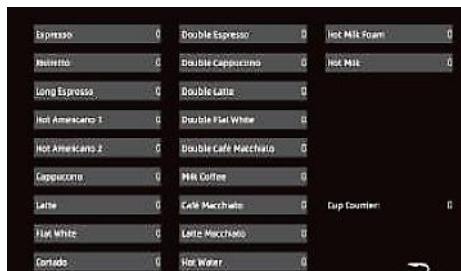 Espresso 0
Ristretto 0
Long Espresso 0
Hot Americano 1 0
Hot Americano 2 0
Cappuccino 0
Latte 0
Flat White 0
Cortado 0
Double Espresso 0
Double Cappuccino 0
Double Latte 0
Double Flat White 0
Double Café Macchiato 0
Milk Coffee 0
Café Macchiato 0
Latte Macchiato 0
Hot Water 0
Hot Milk Foam 0
Hot Milk 0
Cup Counter: 0